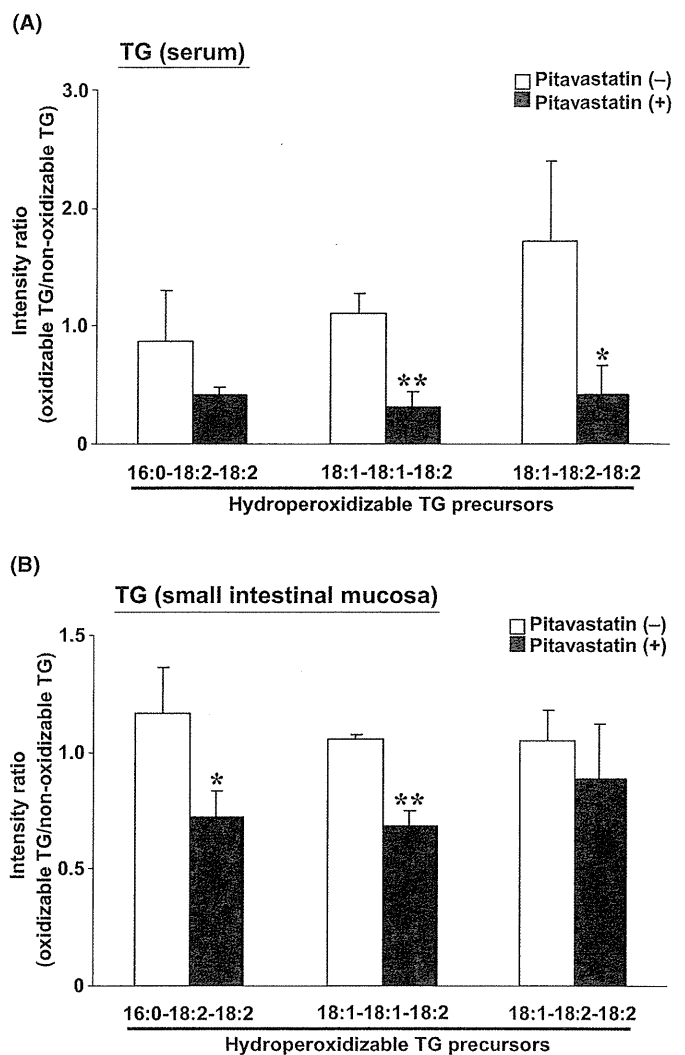 (A)
TG (serum)
Pitavastatin (–)
Pitavastatin (+)
Intensity ratio
(oxidizable TG/non-oxidizable TG)
3.0
2.0
1.0
0
**
*
16:0-18:2-18:2 18:1-18:1-18:2 18:1-18:2-18:2
Hydroperoxidizable TG precursors
(B)
TG (small intestinal mucosa)
Pitavastatin (–)
Pitavastatin (+)
Intensity ratio
(oxidizable TG/non-oxidizable TG)
1.5
1.0
0.5
0
*
**
16:0-18:2-18:2 18:1-18:1-18:2 18:1-18:2-18:2
Hydroperoxidizable TG precursors